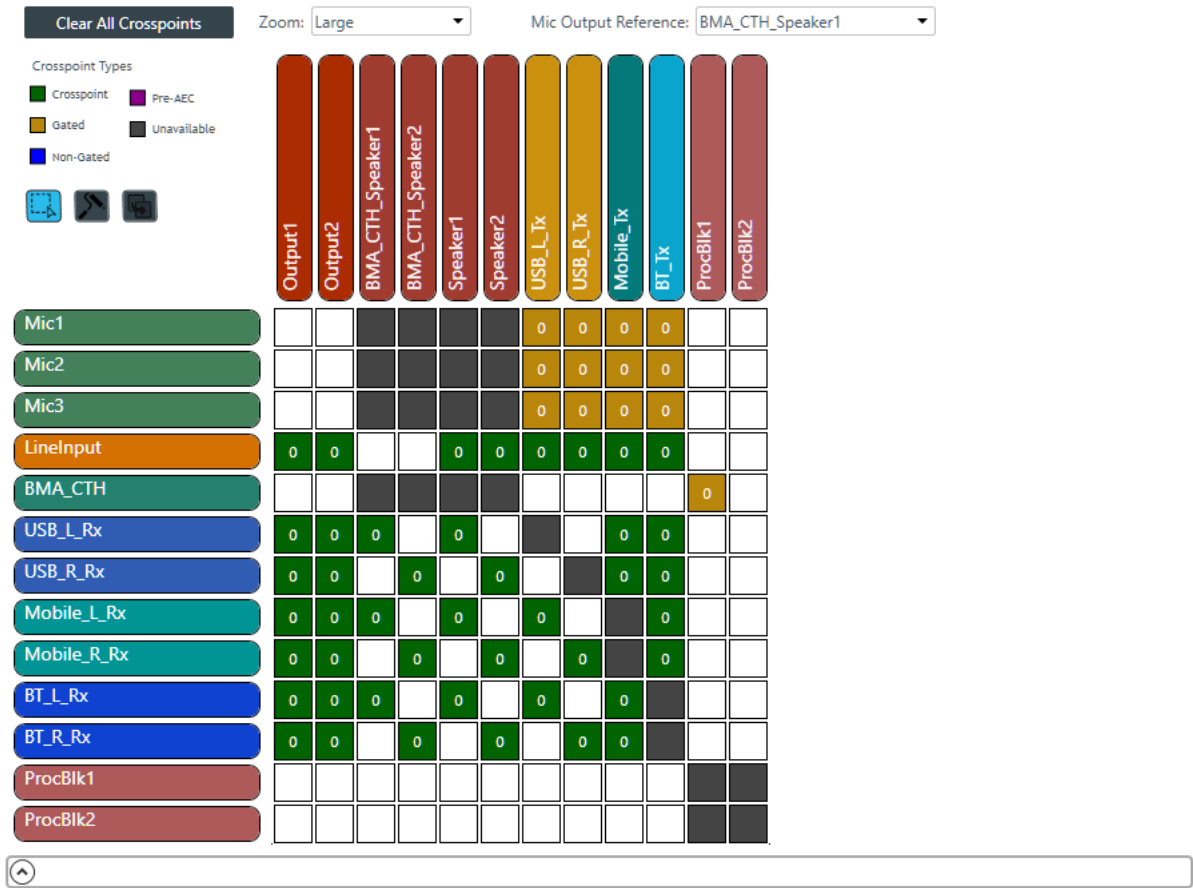 Clear All Crosspoints Zoom: Large Mic Output Reference: BMA_CTH_Speaker1
Crosspoint Types
Crosspoint Pre-AEC
Gated Unavailable
Non-Gated
Output1 Output2 BMA_CTH_Speaker1 BMA_CTH_Speaker2 Speaker1 Speaker2 USB_L_Tx USB_R_Tx Mobile_Tx BT_Tx ProcBlk1 ProcBlk2
Mic1 0 0 0 0
Mic2 0 0 0 0
Mic3 0 0 0 0
LineInput 0 0 0 0 0 0 0 0
BMA_CTH 0
USB_L_Rx 0 0 0 0 0 0
USB_R_Rx 0 0 0 0 0 0
Mobile_L_Rx 0 0 0 0 0 0
Mobile_R_Rx 0 0 0 0 0 0
BT_L_Rx 0 0 0 0 0 0
BT_R_Rx 0 0 0 0 0 0
ProcBlk1
ProcBlk2